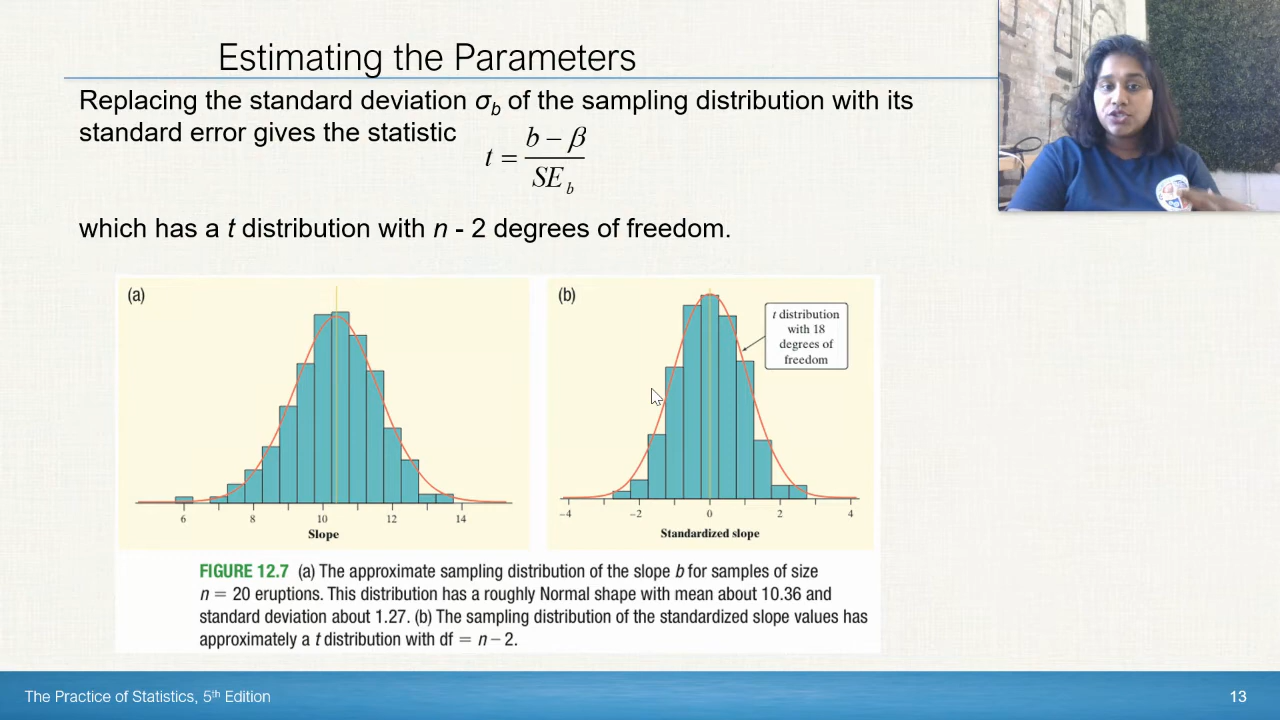 Estimating the Parameters
Replacing the standard deviation σb of the sampling distribution with its
standard error gives the statistic
t = b − β / SE b
which has a t distribution with n - 2 degrees of freedom.
(a)
6 8 10 12 14
Slope
(b)
t distribution
with 18
degrees of
freedom
−4 −2 0 2 4
Standardized slope
FIGURE 12.7 (a) The approximate sampling distribution of the slope b for samples of size
n = 20 eruptions. This distribution has a roughly Normal shape with mean about 10.36 and
standard deviation about 1.27. (b) The sampling distribution of the standardized slope values has
approximately a t distribution with df = n − 2.
The Practice of Statistics, 5th Edition
13